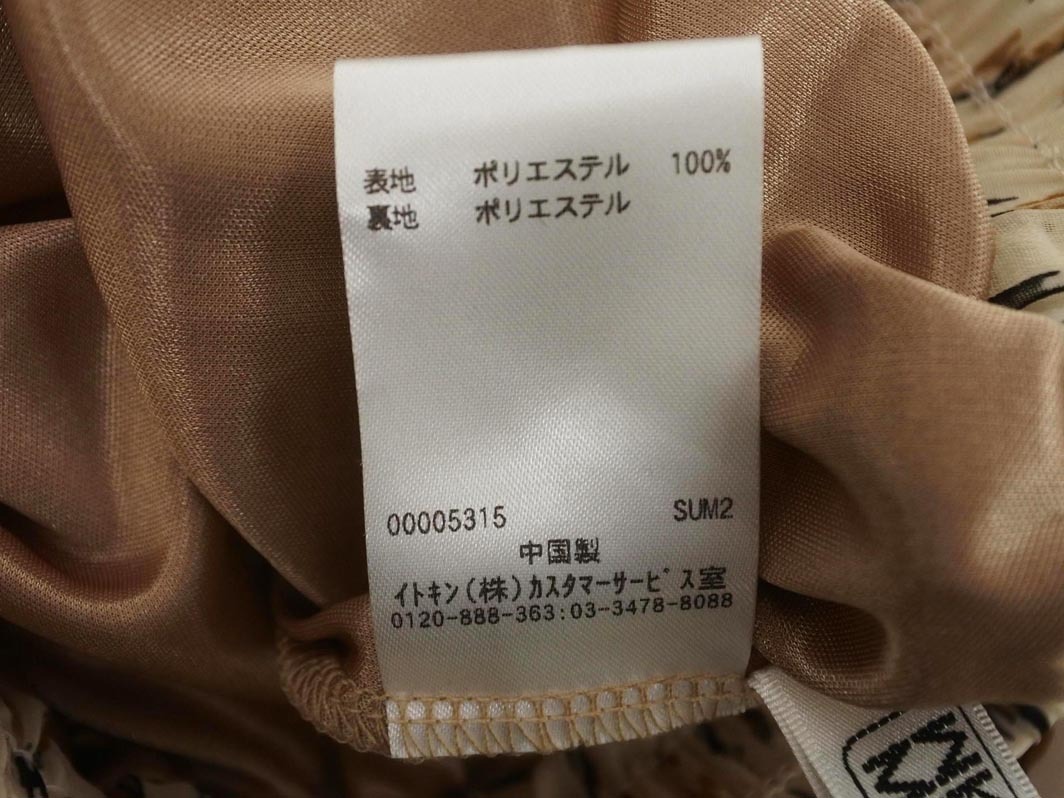 表地 ポリエステル 100%
裏地 ポリエステル
00005315 SUM2
中国製
イトキン(株)カスタマーサービス室
0120-888-363:03-3478-8088